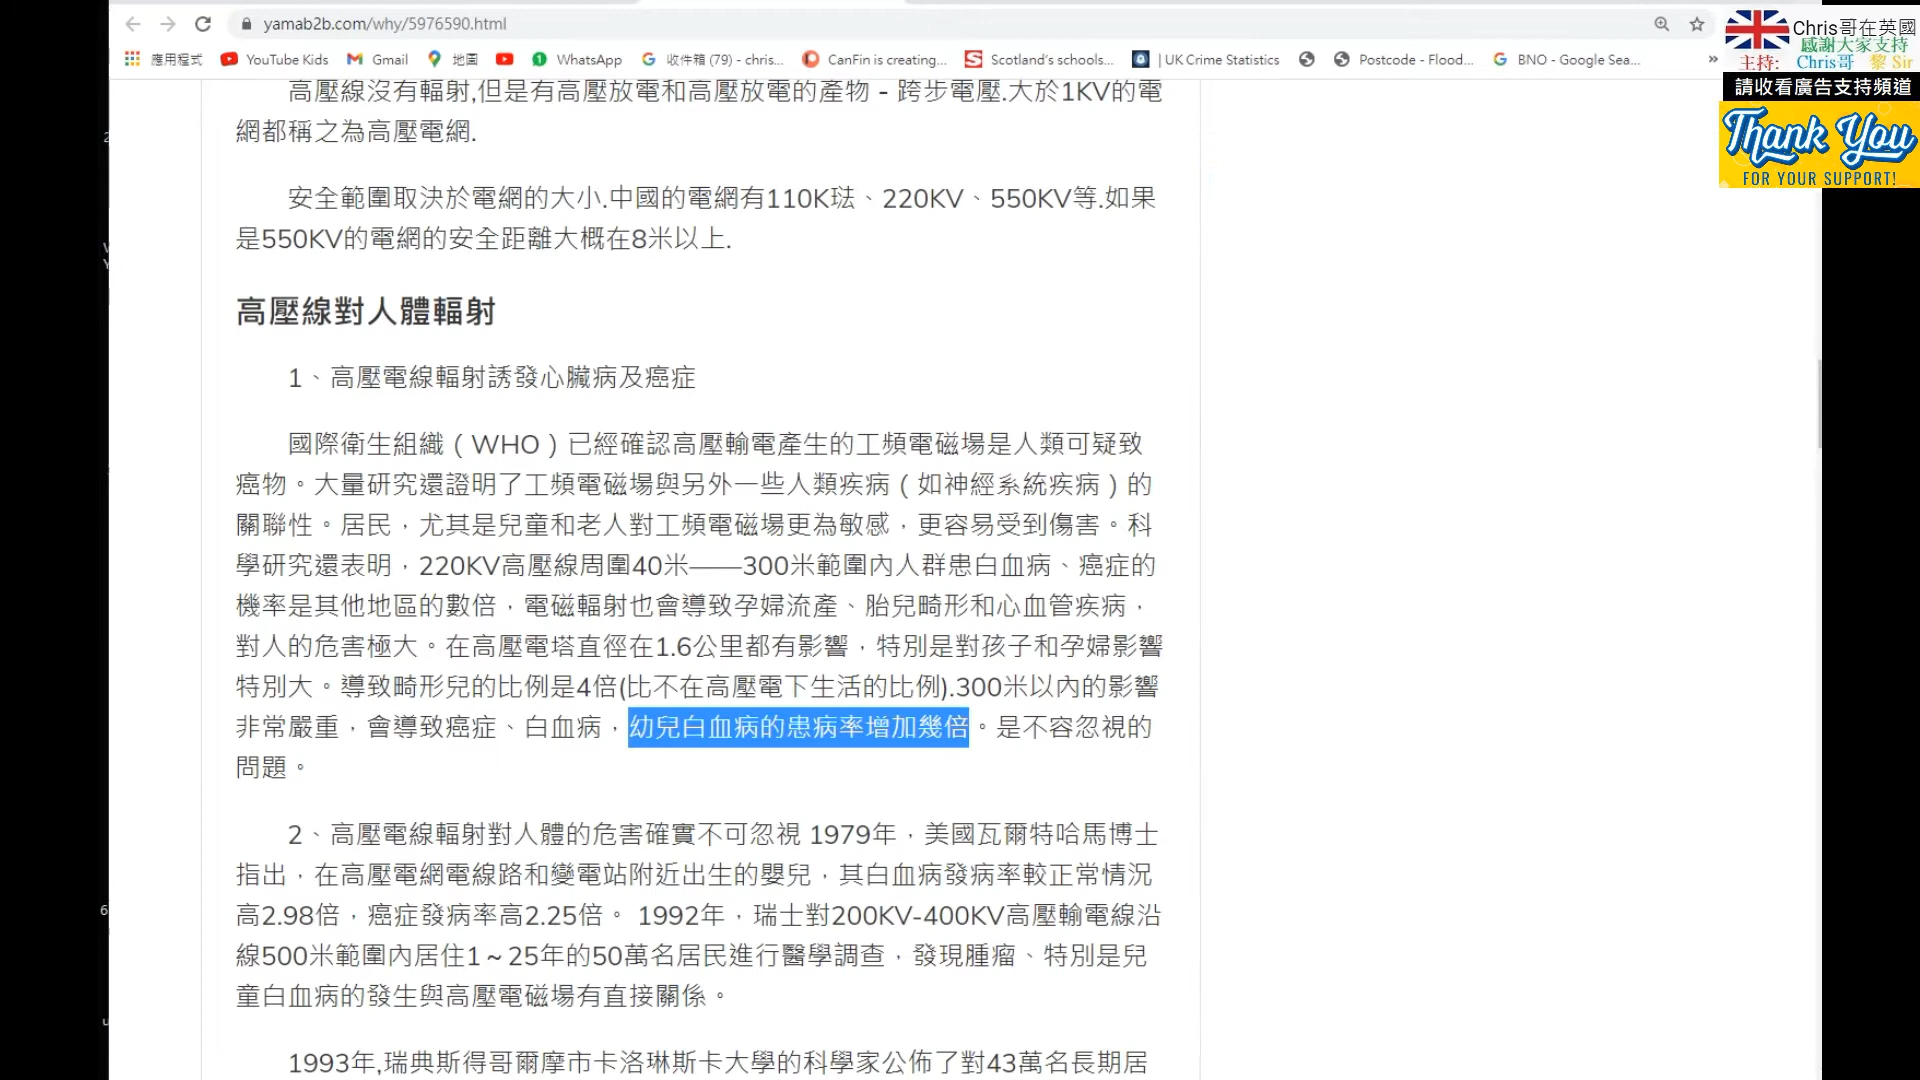 yamab2b.com/why/5976590.html
應用程式 YouTube Kids Gmail 地圖 WhatsApp 收件箱 (79) - chris... CanFin is creating... Scotland's schools... | UK Crime Statistics Postcode - Flood... BNO - Google Sea... »
Chris哥在英國
感謝大家支持
主持: Chris哥 黎 Sir
請收看廣告支持頻道
Thank You
FOR YOUR SUPPORT!
高壓線沒有輻射,但是有高壓放電和高壓放電的產物－跨步電壓.大於1KV的電
網都稱之為高壓電網.
安全範圍取決於電網的大小.中國的電網有110K琺、220KV、550KV等.如果
是550KV的電網的安全距離大概在8米以上.
高壓線對人體輻射
1、高壓電線輻射誘發心臟病及癌症
國際衛生組織（WHO）已經確認高壓輸電產生的工頻電磁場是人類可疑致
癌物。大量研究還證明了工頻電磁場與另外一些人類疾病（如神經系統疾病）的
關聯性。居民，尤其是兒童和老人對工頻電磁場更為敏感，更容易受到傷害。科
學研究還表明，220KV高壓線周圍40米——300米範圍內人群患白血病、癌症的
機率是其他地區的數倍，電磁輻射也會導致孕婦流產、胎兒畸形和心血管疾病，
對人的危害極大。在高壓電塔直徑在1.6公里都有影響，特別是對孩子和孕婦影響
特別大。導致畸形兒的比例是4倍(比不在高壓電下生活的比例).300米以內的影響
非常嚴重，會導致癌症、白血病，幼兒白血病的患病率增加幾倍。是不容忽視的
問題。
2、高壓電線輻射對人體的危害確實不可忽視 1979年，美國瓦爾特哈馬博士
指出，在高壓電網電線路和變電站附近出生的嬰兒，其白血病發病率較正常情況
高2.98倍，癌症發病率高2.25倍。 1992年，瑞士對200KV-400KV高壓輸電線沿
線500米範圍內居住1～25年的50萬名居民進行醫學調查，發現腫瘤、特別是兒
童白血病的發生與高壓電磁場有直接關係。
1993年,瑞典斯得哥爾摩市卡洛琳斯卡大學的科學家公佈了對43萬名長期居